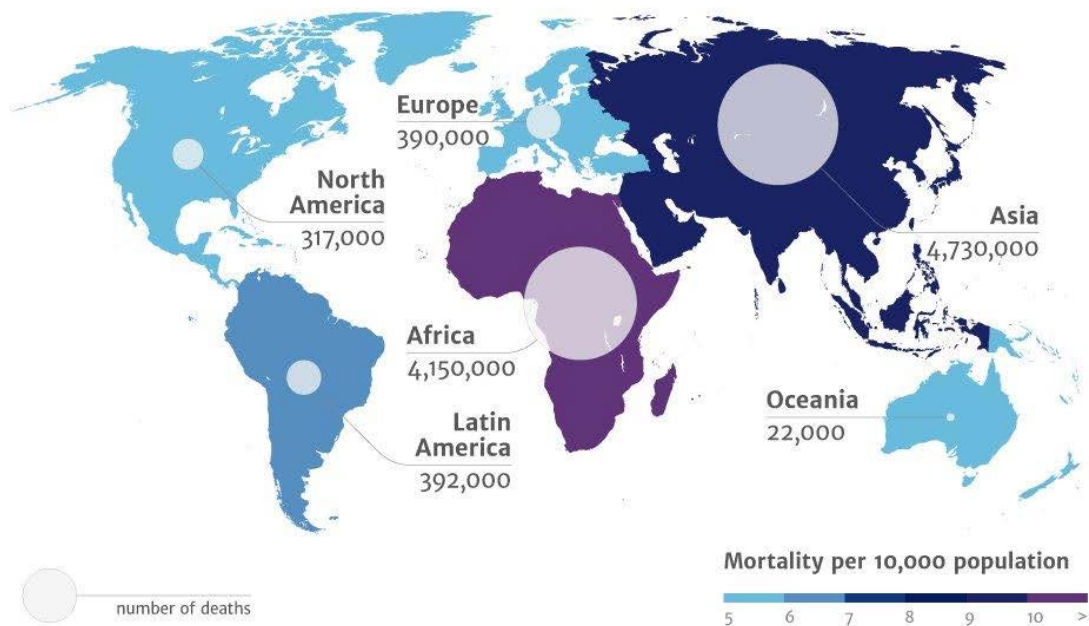 Europe
390,000
North
America
317,000
Asia
4,730,000
Africa
4,150,000
Oceania
22,000
Latin
America
392,000
Mortality per 10,000 population
number of deaths
5 6 7 8 9 10 >